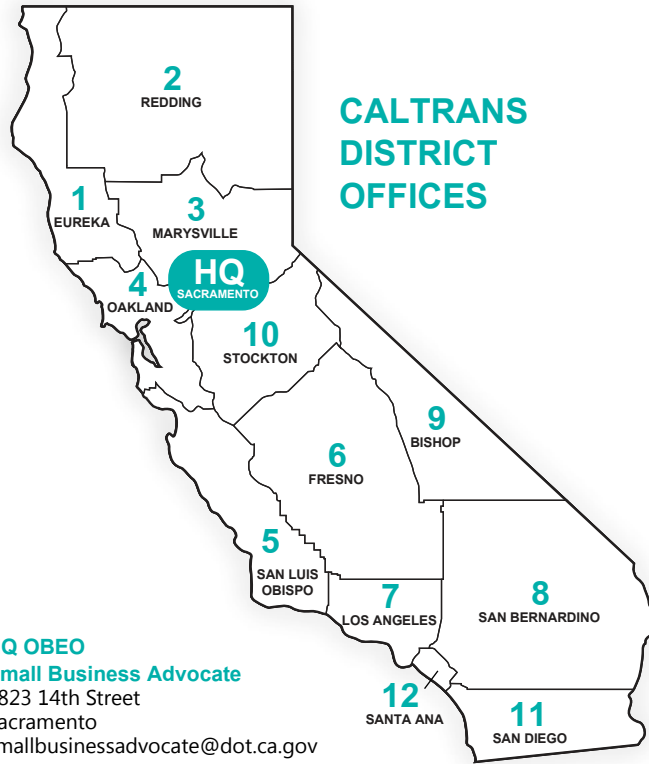 CALTRANS
DISTRICT
OFFICES
2
REDDING
1
EUREKA
3
MARYSVILLE
HQ
SACRAMENTO
4
OAKLAND
10
STOCKTON
9
BISHOP
6
FRESNO
5
SAN LUIS
OBISPO
7
LOS ANGELES
8
SAN BERNARDINO
12
SANTA ANA
11
SAN DIEGO
Q OBEO
mall Business Advocate
823 14th Street
acramento
mallbusinessadvocate@dot.ca.gov